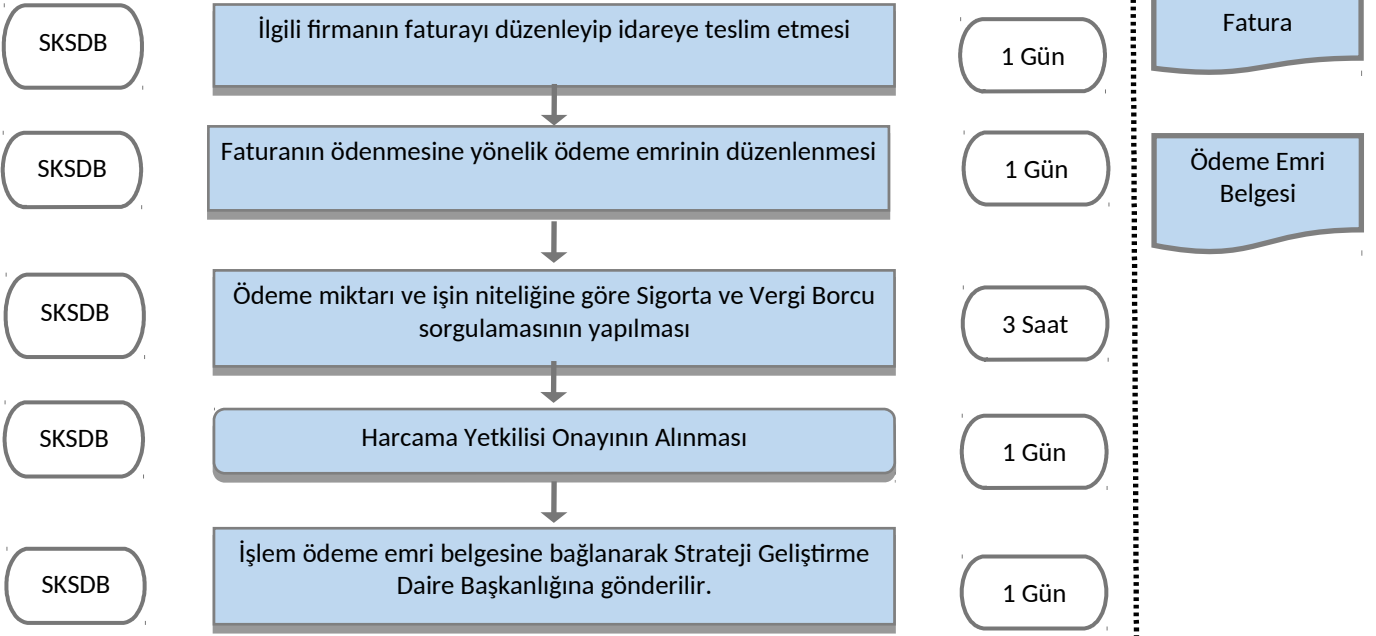 SKSDB
İlgili firmanın faturayı düzenleyip idareye teslim etmesi
1 Gün
Fatura
SKSDB
Faturanın ödenmesine yönelik ödeme emrinin düzenlenmesi
1 Gün
Ödeme Emri
Belgesi
SKSDB
Ödeme miktarı ve işin niteliğine göre Sigorta ve Vergi Borcu
sorgulamasının yapılması
3 Saat
SKSDB
Harcama Yetkilisi Onayının Alınması
1 Gün
SKSDB
İşlem ödeme emri belgesine bağlanarak Strateji Geliştirme
Daire Başkanlığına gönderilir.
1 Gün